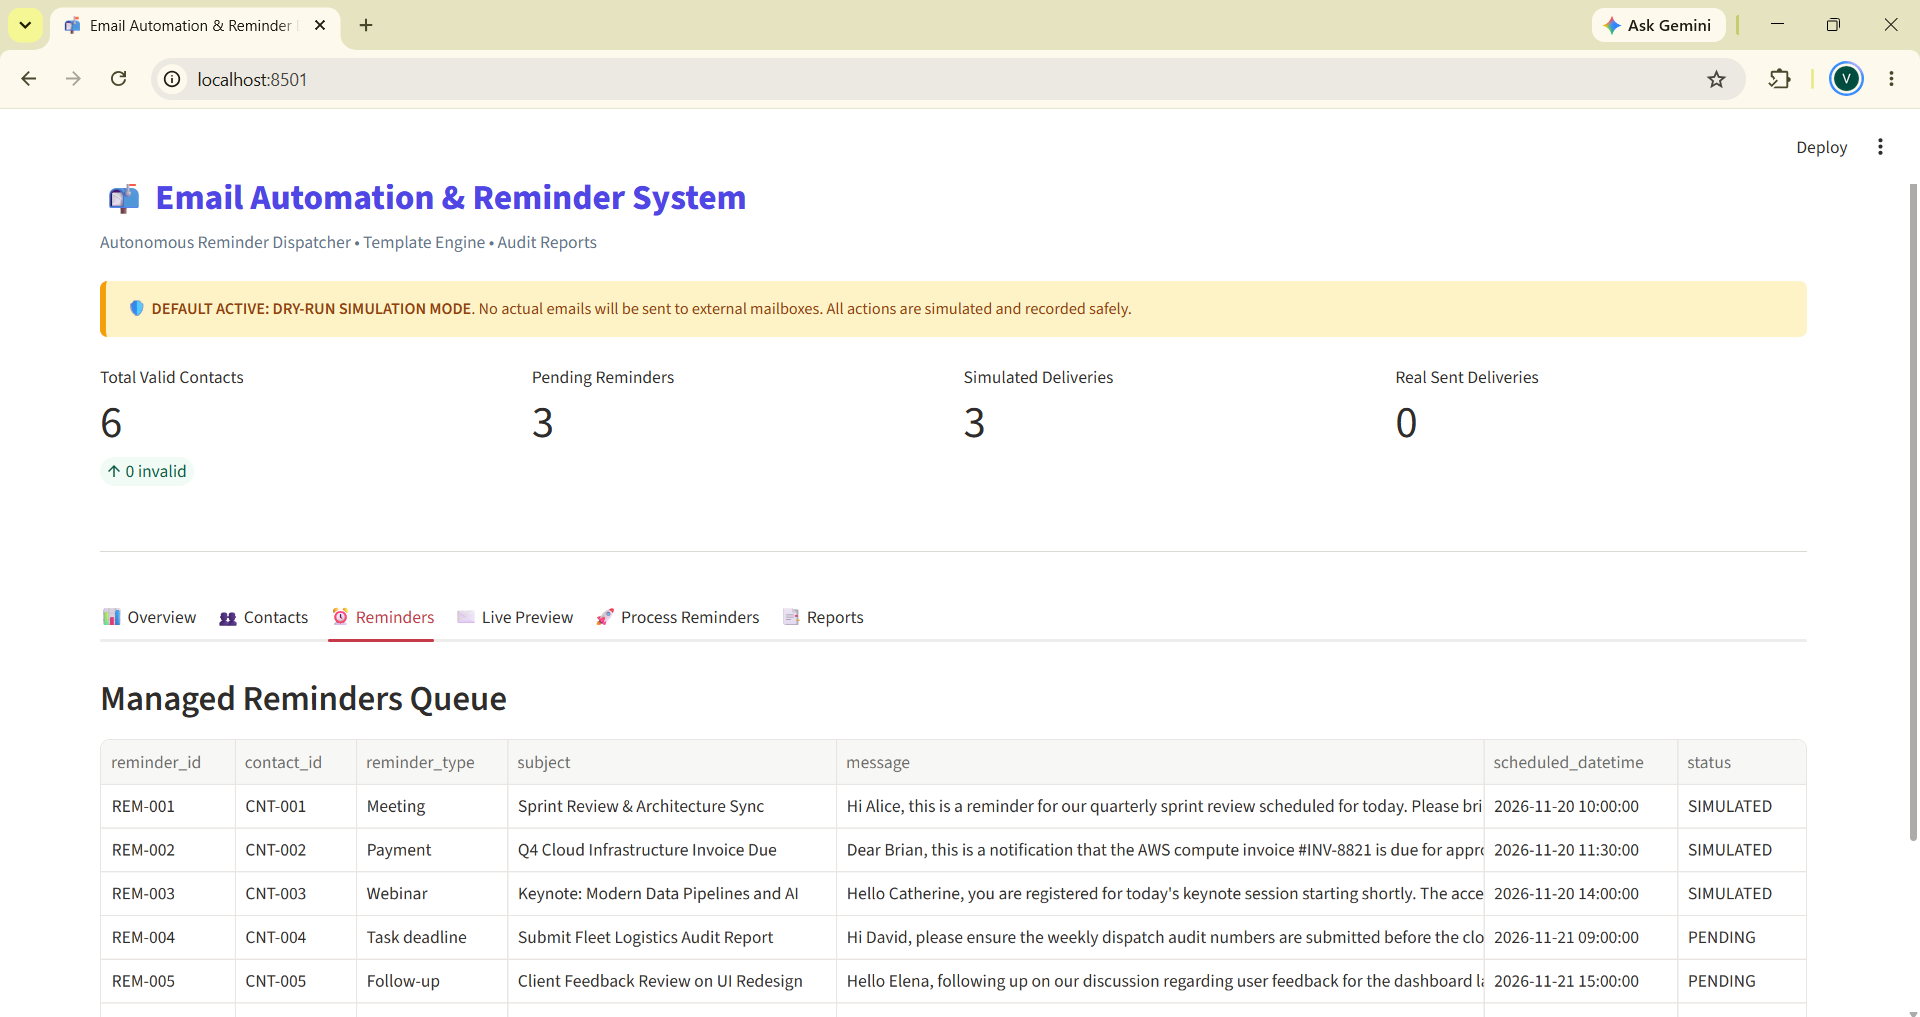 Email Automation & Reminder
Ask Gemini
localhost:8501
V
Deploy
Email Automation & Reminder System
Autonomous Reminder Dispatcher • Template Engine • Audit Reports
DEFAULT ACTIVE: DRY-RUN SIMULATION MODE. No actual emails will be sent to external mailboxes. All actions are simulated and recorded safely.
Total Valid Contacts Pending Reminders Simulated Deliveries Real Sent Deliveries
6 3 3 0
↑ 0 invalid
Overview Contacts Reminders Live Preview Process Reminders Reports
Managed Reminders Queue
reminder_id contact_id reminder_type subject message scheduled_datetime status
REM-001 CNT-001 Meeting Sprint Review & Architecture Sync Hi Alice, this is a reminder for our quarterly sprint review scheduled for today. Please bri 2026-11-20 10:00:00 SIMULATED
REM-002 CNT-002 Payment Q4 Cloud Infrastructure Invoice Due Dear Brian, this is a notification that the AWS compute invoice #INV-8821 is due for appro 2026-11-20 11:30:00 SIMULATED
REM-003 CNT-003 Webinar Keynote: Modern Data Pipelines and AI Hello Catherine, you are registered for today's keynote session starting shortly. The acce 2026-11-20 14:00:00 SIMULATED
REM-004 CNT-004 Task deadline Submit Fleet Logistics Audit Report Hi David, please ensure the weekly dispatch audit numbers are submitted before the clo 2026-11-21 09:00:00 PENDING
REM-005 CNT-005 Follow-up Client Feedback Review on UI Redesign Hello Elena, following up on our discussion regarding user feedback for the dashboard la 2026-11-21 15:00:00 PENDING